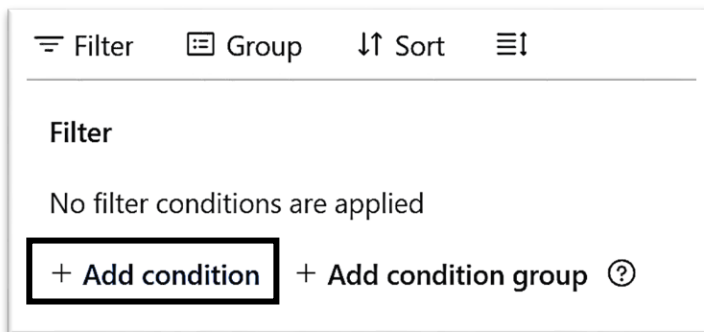 Filter Group Sort
Filter
No filter conditions are applied
+ Add condition + Add condition group ?